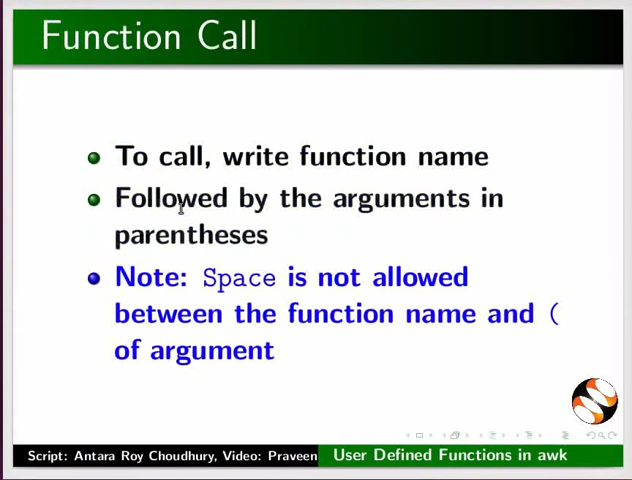 Function Call
To call, write function name
Followed by the arguments in
parentheses
Note: Space is not allowed
between the function name and (
of argument
Script: Antara Roy Choudhury, Video: Praveen
User Defined Functions in awk